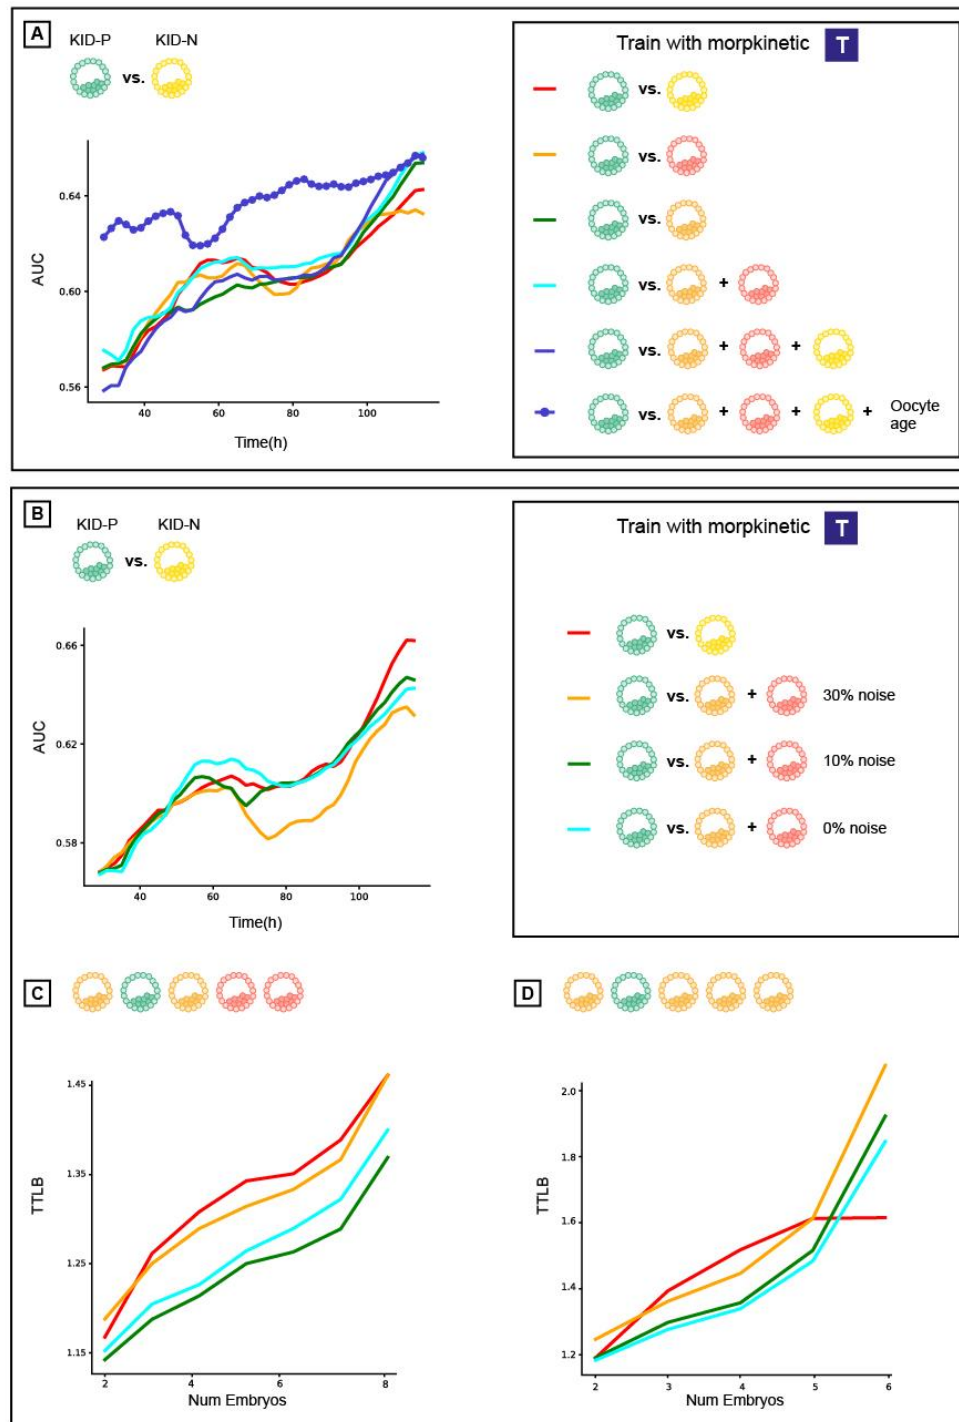 A
KID-P
KID-N
vs.
AUC
0.64
0.60
0.56
40
60
80
100
Time(h)
Train with morpkinetic
T
vs.
vs.
vs.
vs.
+
vs.
+
+
vs.
+
+
+
Oocyte
age
B
KID-P
KID-N
vs.
AUC
0.66
0.62
0.58
40
60
80
100
Time(h)
Train with morpkinetic
T
vs.
vs.
+
30% noise
vs.
+
10% noise
vs.
+
0% noise
C
TTLB
1.45
1.35
1.25
1.15
2
4
6
8
Num Embryos
D
TTLB
2.0
1.8
1.6
1.4
1.2
2
3
4
5
6
Num Embryos